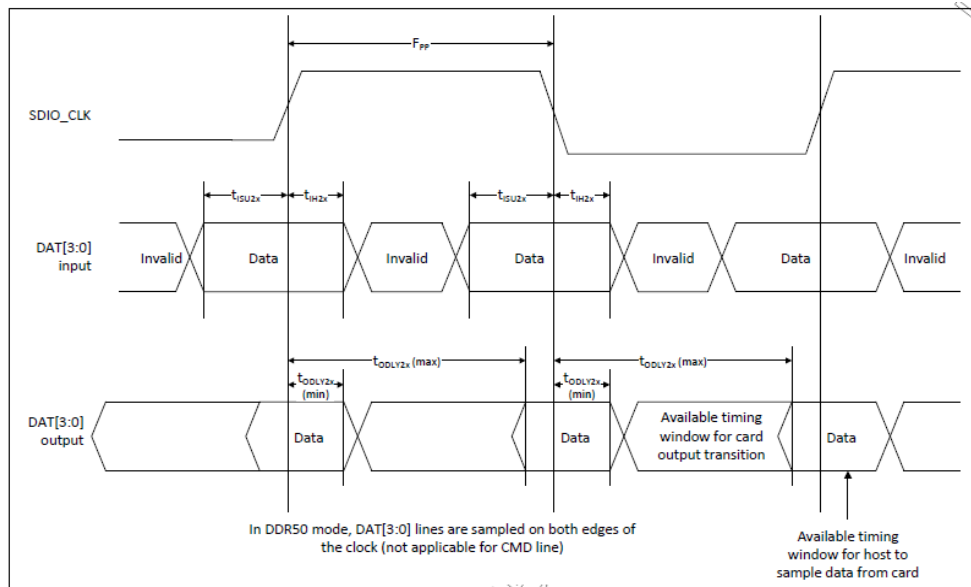 F_PP
SDIO_CLK
t_ISU2x t_IH2x t_ISU2x t_IH2x
DAT[3:0]
input
Invalid Data Invalid Data Invalid Data Invalid
t_ODLY2x (max) t_ODLY2x (max)
t_ODLY2x
(min)
t_ODLY2x
(min)
DAT[3:0]
output
Data Data
Available timing
window for card
output transition
Data
In DDR50 mode, DAT[3:0] lines are sampled on both edges of
the clock (not applicable for CMD line)
Available timing
window for host to
sample data from card